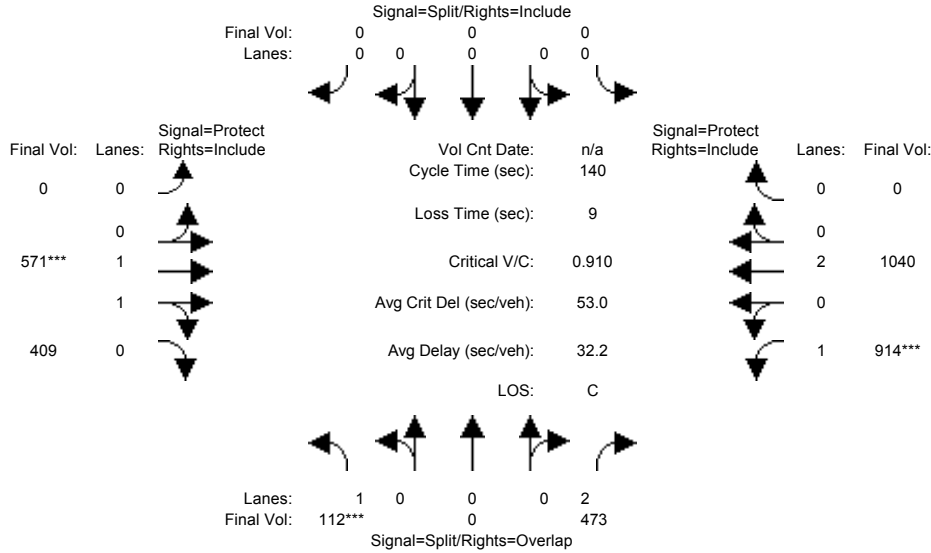 Signal=Split/Rights=Include
Final Vol: 0 0 0
Lanes: 0 0 0 0 0
Signal=Protect Signal=Protect
Final Vol: Lanes: Rights=Include Vol Cnt Date: n/a Rights=Include Lanes: Final Vol:
Cycle Time (sec): 140
0 0 0 0
Loss Time (sec): 9
0 0
571*** 1 Critical V/C: 0.910 2 1040
1 Avg Crit Del (sec/veh): 53.0 0
409 0 Avg Delay (sec/veh): 32.2 1 914***
LOS: C
Lanes: 1 0 0 0 2
Final Vol: 112*** 0 473
Signal=Split/Rights=Overlap